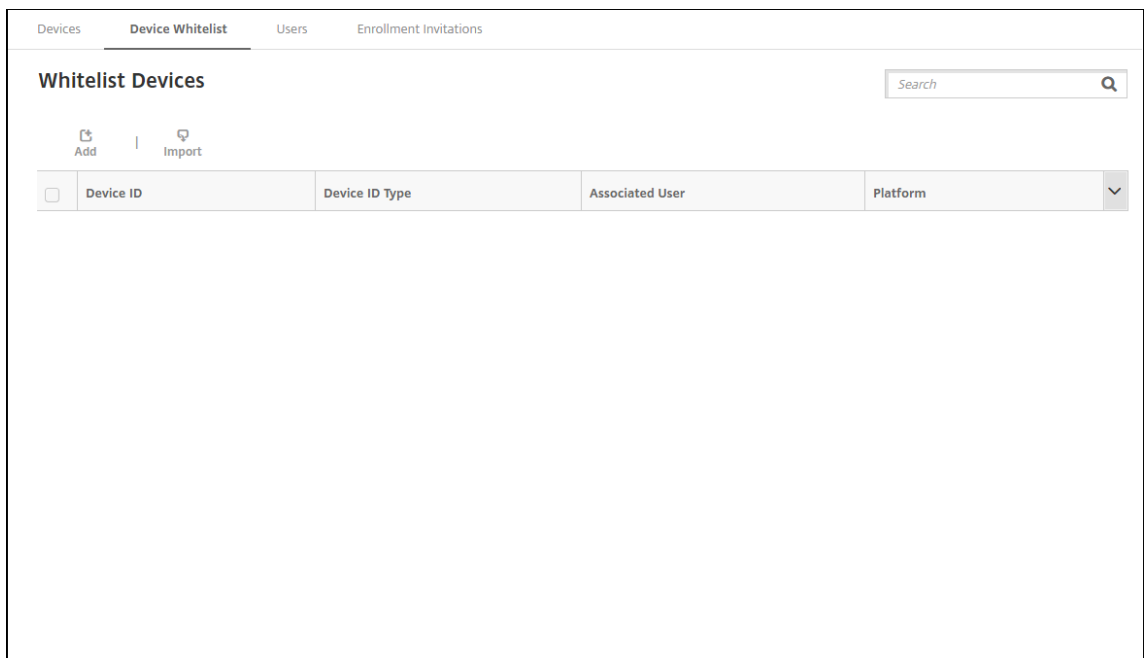 Devices Device Whitelist Users Enrollment Invitations
Whitelist Devices
Search
Add | Import
Device ID Device ID Type Associated User Platform